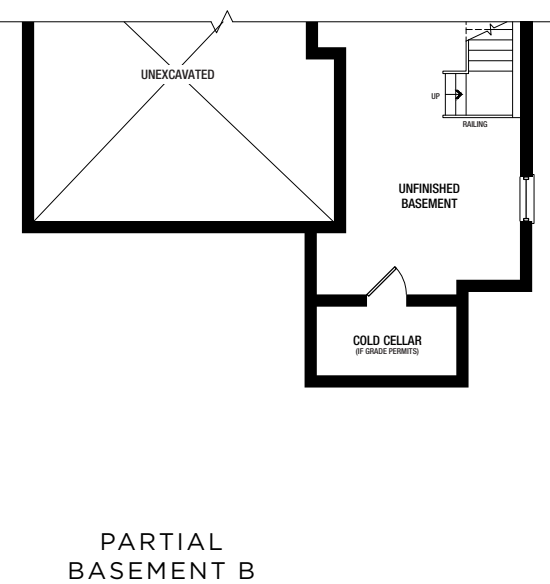 UNEXCAVATED
UP
RAILING
UNFINISHED
BASEMENT
COLD CELLAR
(IF GRADE PERMITS)
PARTIAL
BASEMENT B